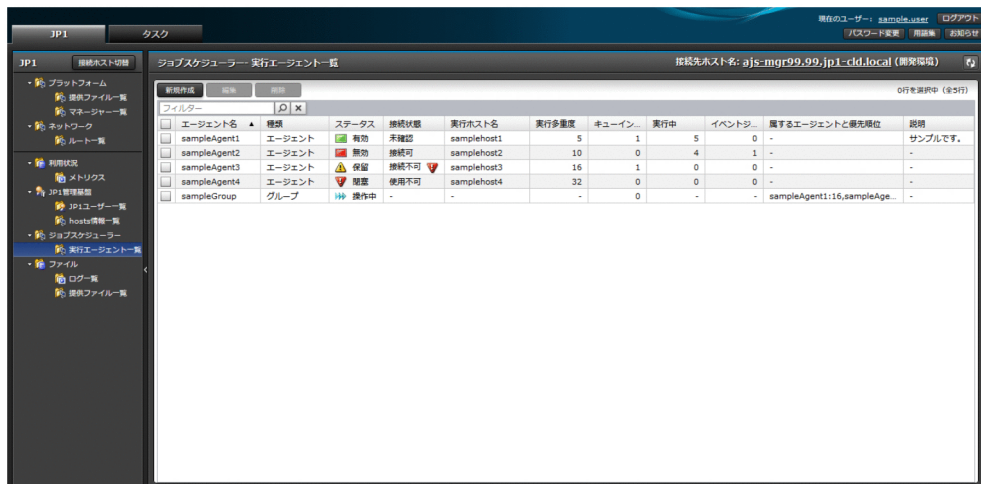 現在のユーザー: sample.user ログアウト
JP1 タスク パスワード変更 用語集 お知らせ
JP1 接続ホスト切替
ジョブスケジューラー- 実行エージェント一覧 接続先ホスト名: ajs-mgr99.99.jp1-cld.local (開発環境)
プラットフォーム
提供ファイル一覧
マネージャー一覧
ネットワーク
ルート一覧
利用状況
メトリクス
JP1管理基盤
JP1ユーザー一覧
hosts情報一覧
ジョブスケジューラー
実行エージェント一覧
ファイル
ログ一覧
提供ファイル一覧
新規作成 編集 削除 0行を選択中 (全5行)
フィルター
エージェント名 ▲ 種類 ステータス 接続状態 実行ホスト名 実行多重度 キューイン... 実行中 イベントジ... 属するエージェントと優先順位 説明
sampleAgent1 エージェント 有効 未確認 samplehost1 5 1 5 0 - サンプルです。
sampleAgent2 エージェント 無効 接続可 samplehost2 10 0 4 1 - -
sampleAgent3 エージェント 保留 接続不可 samplehost3 16 1 0 0 - -
sampleAgent4 エージェント 閉塞 使用不可 samplehost4 32 0 0 0 - -
sampleGroup グループ 操作中 - - - 0 - - sampleAgent1:16,sampleAge... -